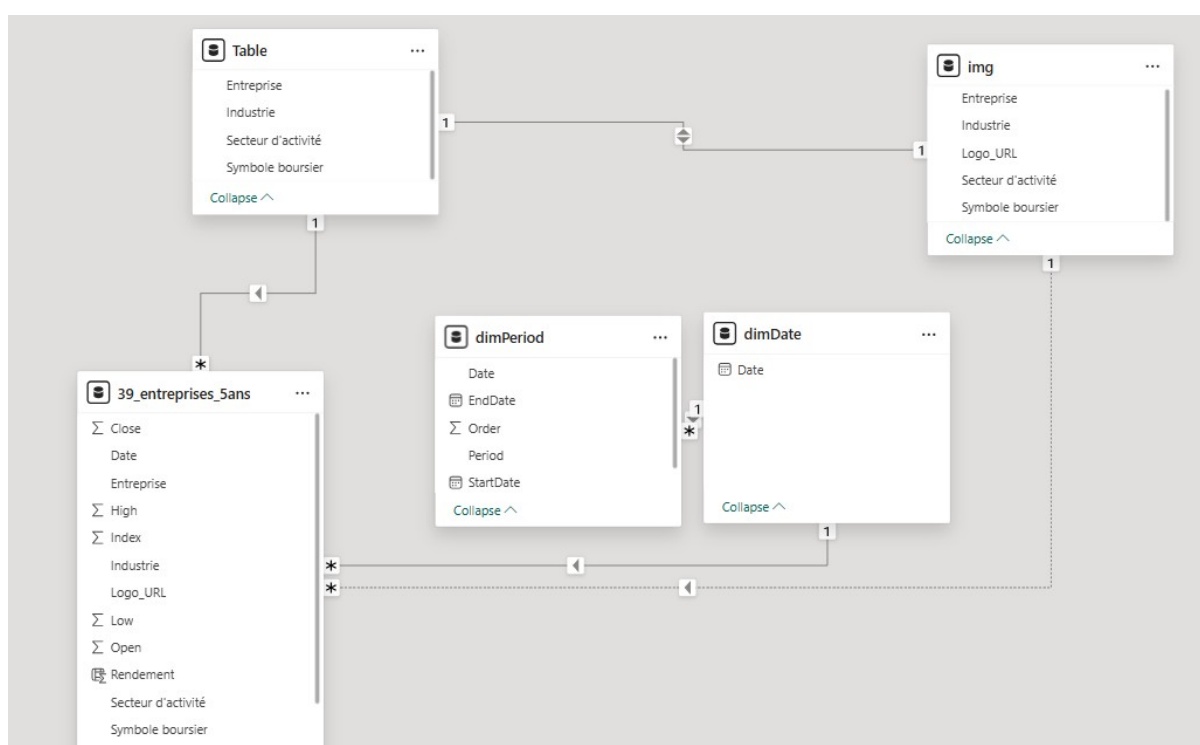 Table
...
Entreprise
Industrie
Secteur d'activité
Symbole boursier
Collapse
1
1
img
...
Entreprise
Industrie
Logo_URL
Secteur d'activité
Symbole boursier
Collapse
1
1
*
dimPeriod
...
Date
EndDate
Σ Order
Period
StartDate
Collapse
1
*
dimDate
...
Date
Collapse
1
39_entreprises_5ans
...
Σ Close
Date
Entreprise
Σ High
Σ Index
Industrie
Logo_URL
Σ Low
Σ Open
Rendement
Secteur d'activité
Symbole boursier
*
*